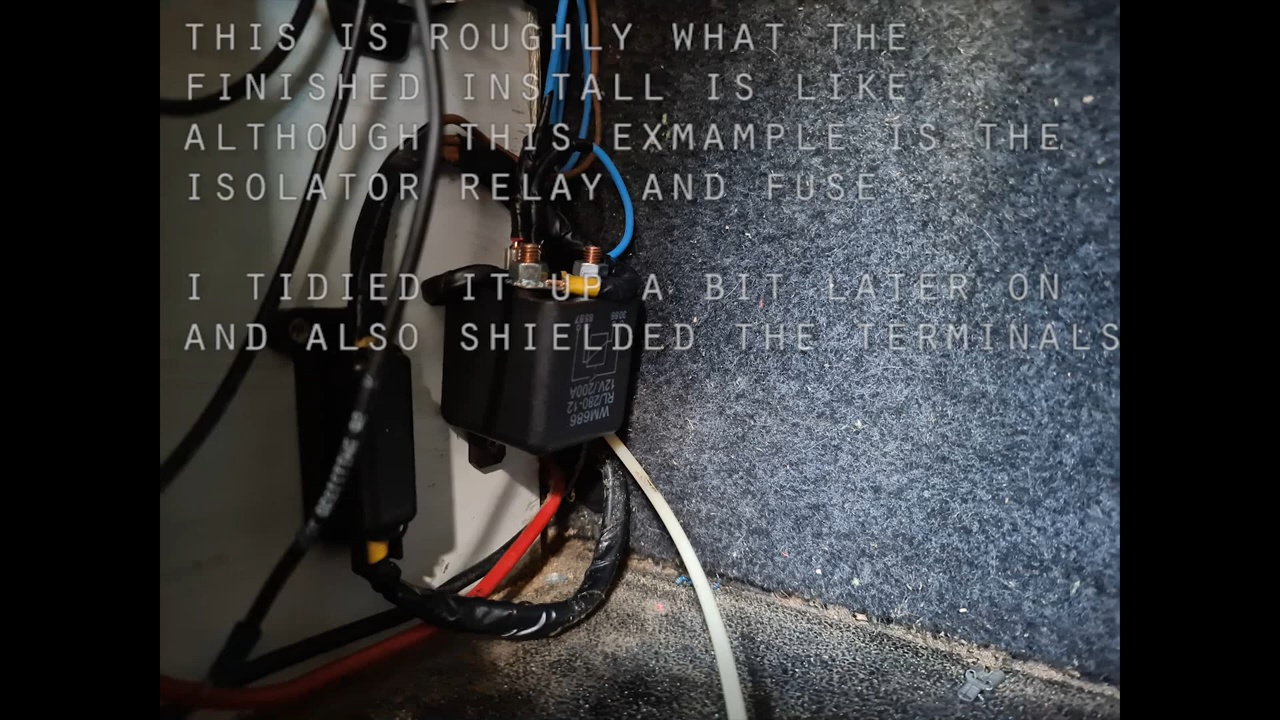 THIS IS ROUGHLY WHAT THE
FINISHED INSTALL IS LIKE
ALTHOUGH THIS EXMAMPLE IS THE
ISOLATOR RELAY AND FUSE
I TIDIED IT UP A BIT LATER ON
AND ALSO SHIELDED THE TERMINALS
WM686
RL/280-12
12V/200A